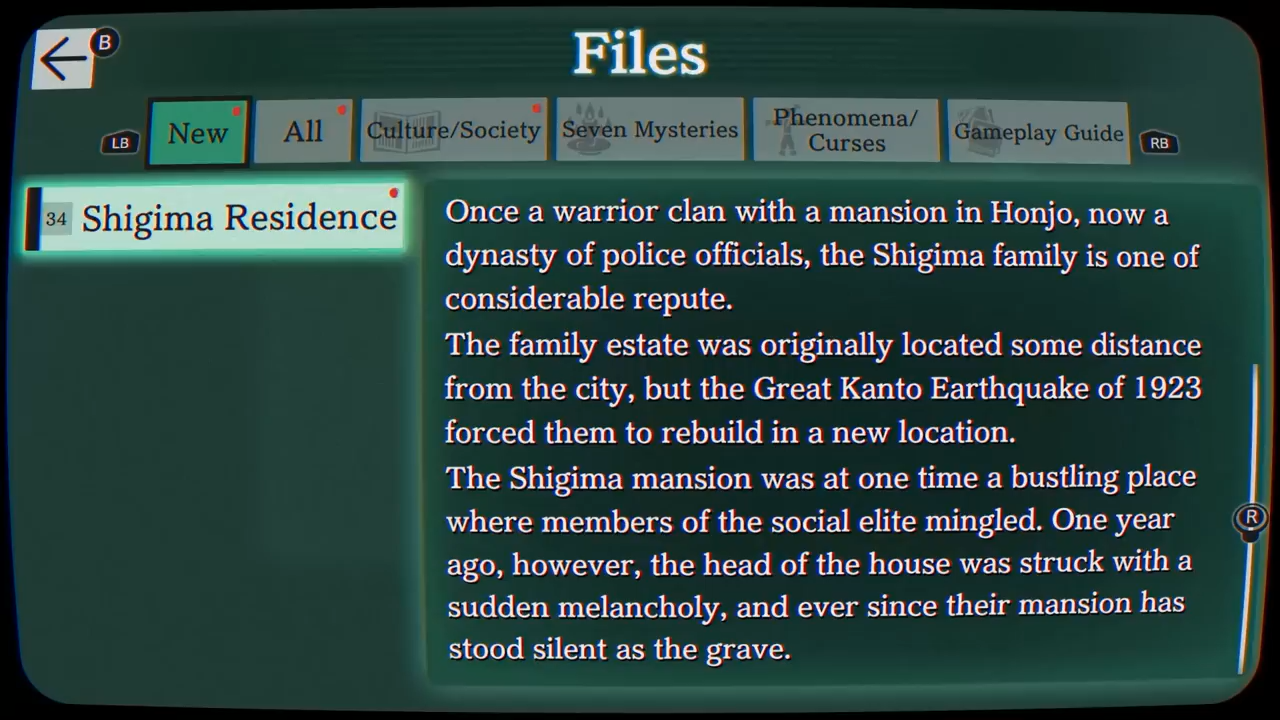 B
Files
LB
New
All
Culture/Society
Seven Mysteries
Phenomena/
Curses
Gameplay Guide
RB
34
Shigima Residence
Once a warrior clan with a mansion in Honjo, now a
dynasty of police officials, the Shigima family is one of
considerable repute.
The family estate was originally located some distance
from the city, but the Great Kanto Earthquake of 1923
forced them to rebuild in a new location.
The Shigima mansion was at one time a bustling place
where members of the social elite mingled. One year
ago, however, the head of the house was struck with a
sudden melancholy, and ever since their mansion has
stood silent as the grave.
R